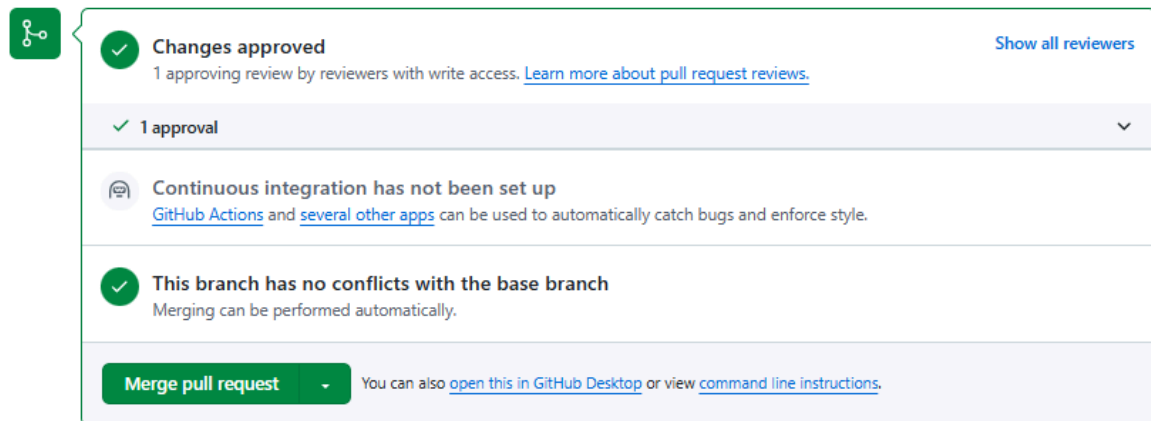 Changes approved
Show all reviewers
1 approving review by reviewers with write access. Learn more about pull request reviews.
1 approval
Continuous integration has not been set up
GitHub Actions and several other apps can be used to automatically catch bugs and enforce style.
This branch has no conflicts with the base branch
Merging can be performed automatically.
Merge pull request
You can also open this in GitHub Desktop or view command line instructions.